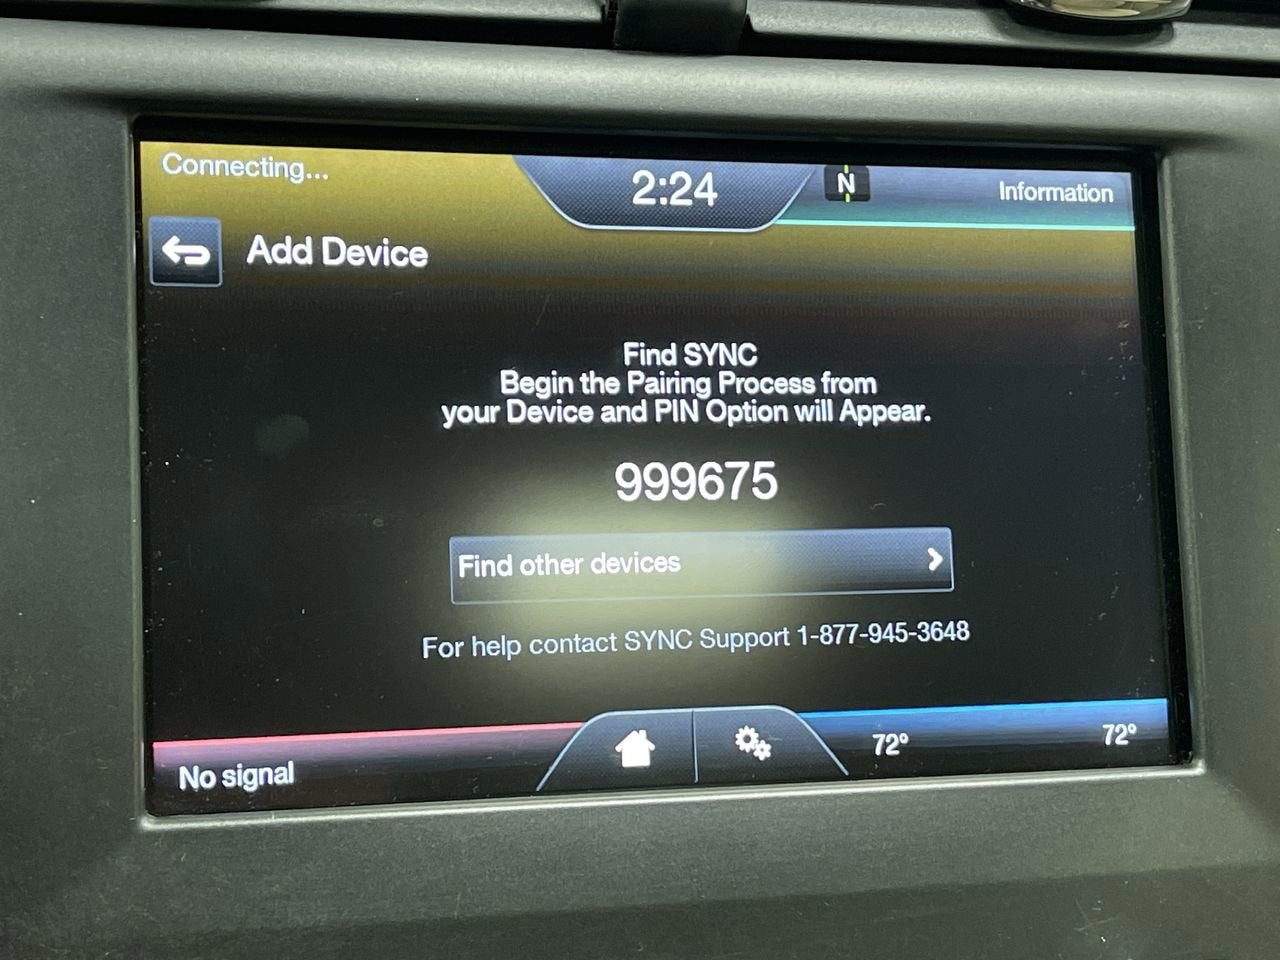 Connecting...
2:24
N
Information
Add Device
Find SYNC
Begin the Pairing Process from
your Device and PIN Option will Appear.
999675
Find other devices
For help contact SYNC Support 1-877-945-3648
No signal
72°
72°